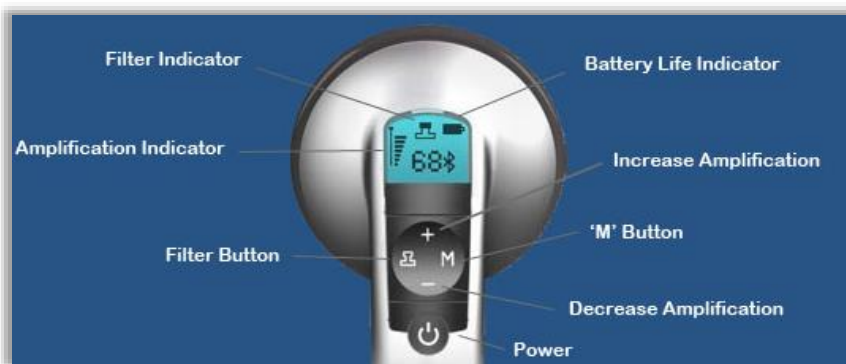 Filter Indicator
Battery Life Indicator
Amplification Indicator
68
Increase Amplification
+
Filter Button
M
'M' Button
−
Decrease Amplification
Power